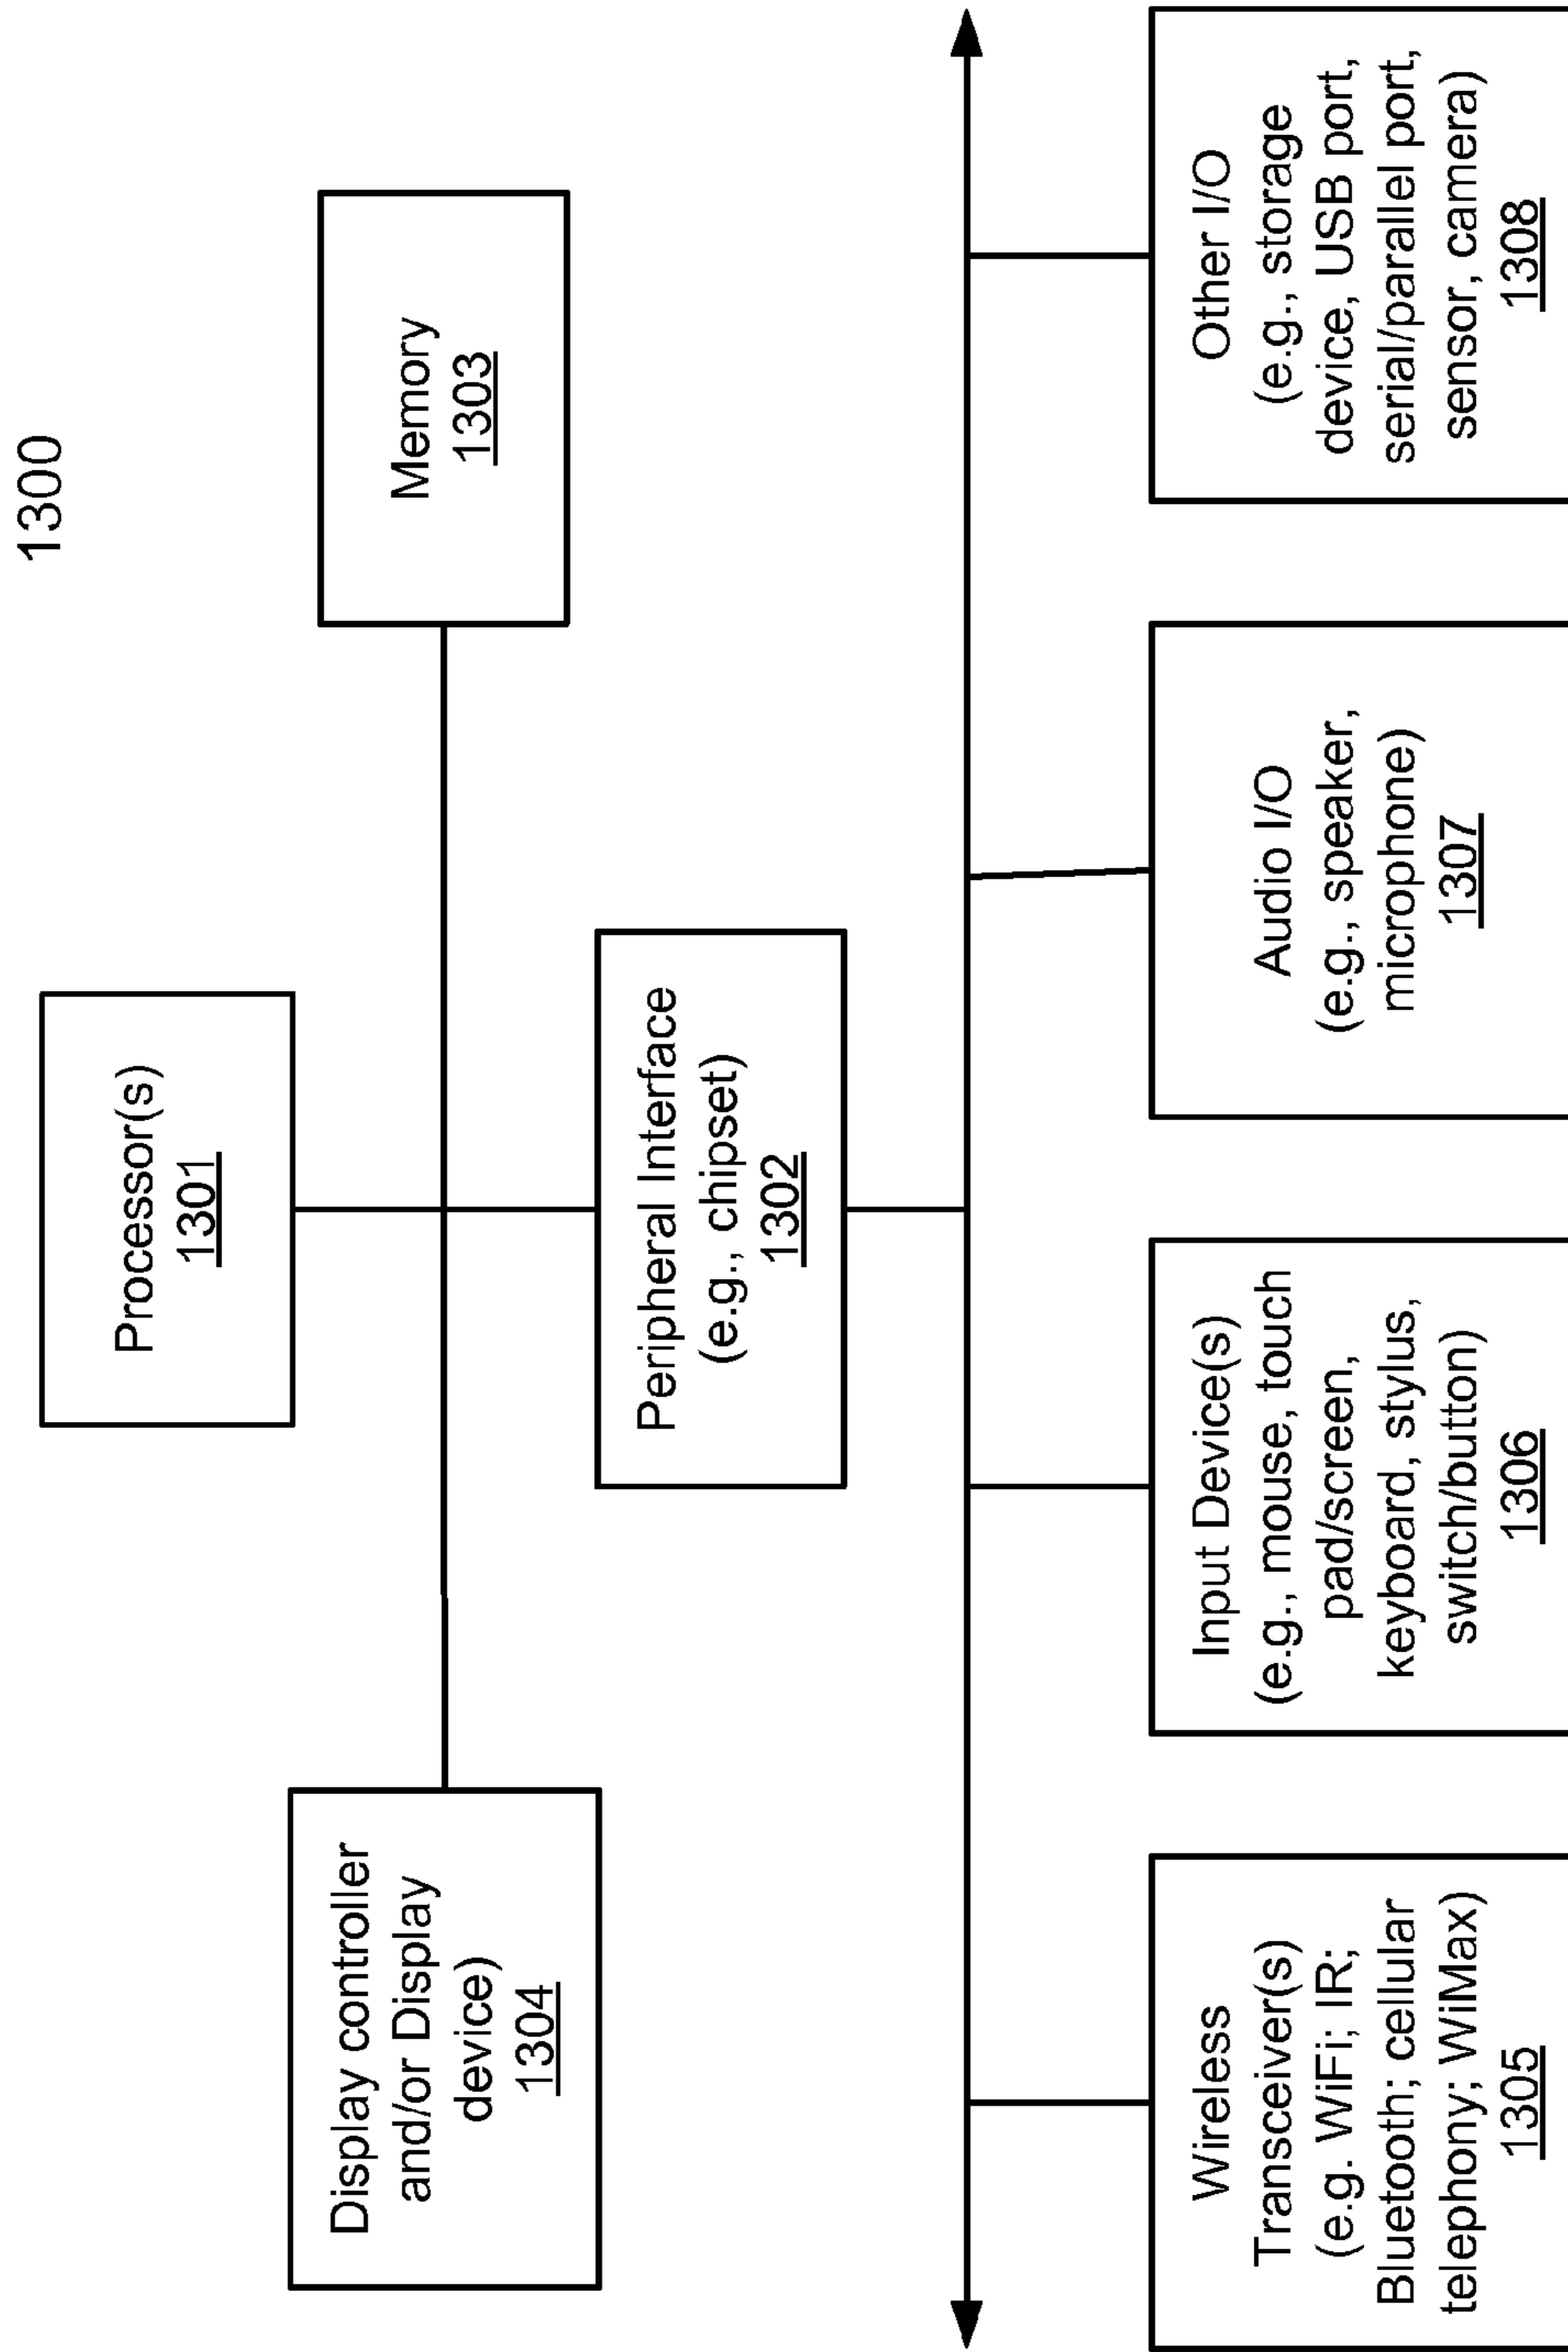 1300
Processor(s)
1301
Memory
1303
Display controller
and/or Display
device)
1304
Peripheral Interface
(e.g., chipset)
1302
Wireless
Transceiver(s)
(e.g. WiFi; IR;
Bluetooth; cellular
telephony; WiMax)
1305
Input Device(s)
(e.g., mouse, touch
pad/screen,
keyboard, stylus,
switch/button)
1306
Audio I/O
(e.g., speaker,
microphone)
1307
Other I/O
(e.g., storage
device, USB port,
serial/parallel port,
sensor, camera)
1308